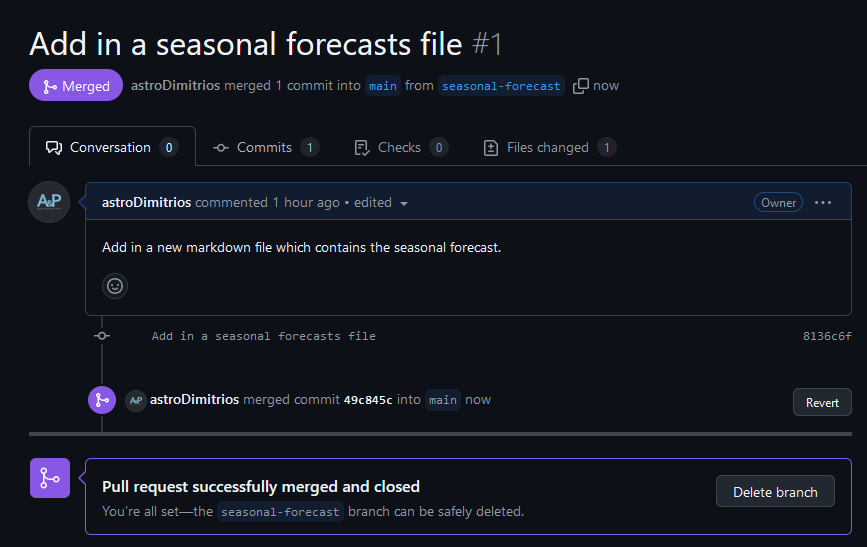 Add in a seasonal forecasts file #1
Merged astroDimitrios merged 1 commit into main from seasonal-forecast now
Conversation 0 Commits 1 Checks 0 Files changed 1
A&P astroDimitrios commented 1 hour ago • edited Owner
Add in a new markdown file which contains the seasonal forecast.
Add in a seasonal forecasts file 8136c6f
A&P astroDimitrios merged commit 49c845c into main now Revert
Pull request successfully merged and closed
You're all set—the seasonal-forecast branch can be safely deleted.
Delete branch